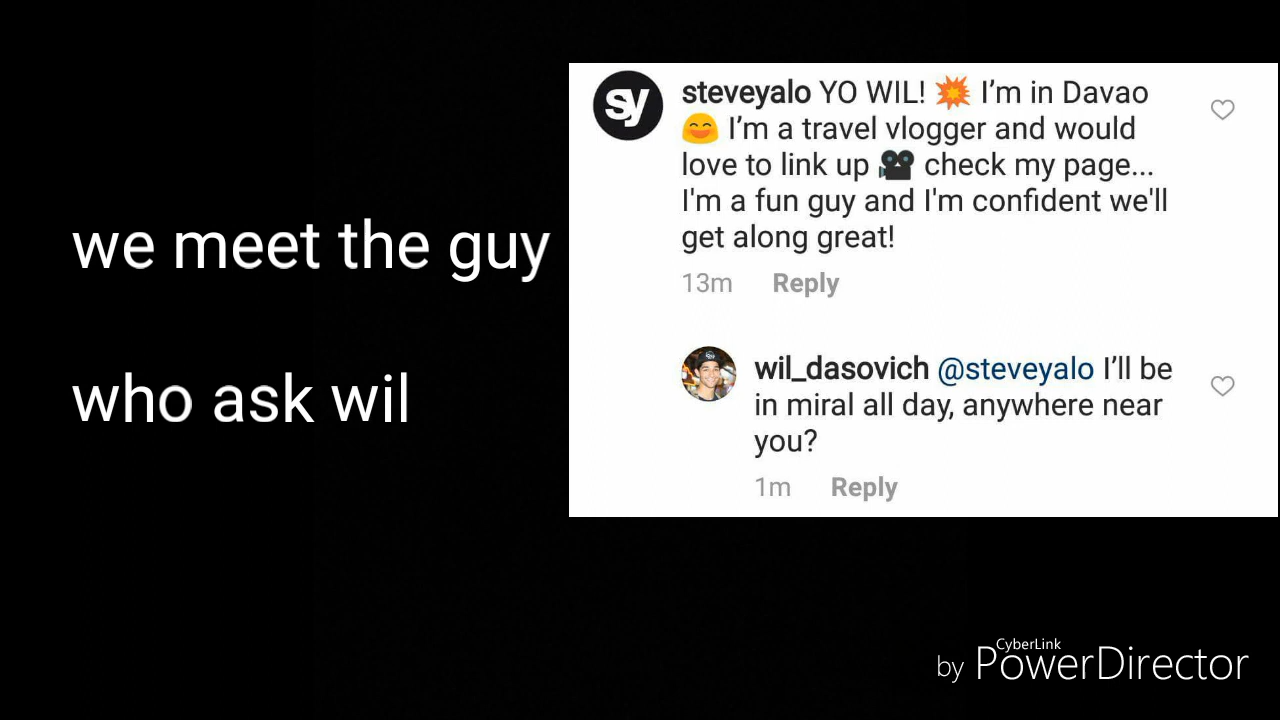 we meet the guy
who ask wil
sy
steveyalo YO WIL! 💥 I’m in Davao
😊 I’m a travel vlogger and would
love to link up 🎥 check my page...
I'm a fun guy and I'm confident we'll
get along great!
13m Reply
wil_dasovich @steveyalo I’ll be
in miral all day, anywhere near
you?
1m Reply
CyberLink
by PowerDirector